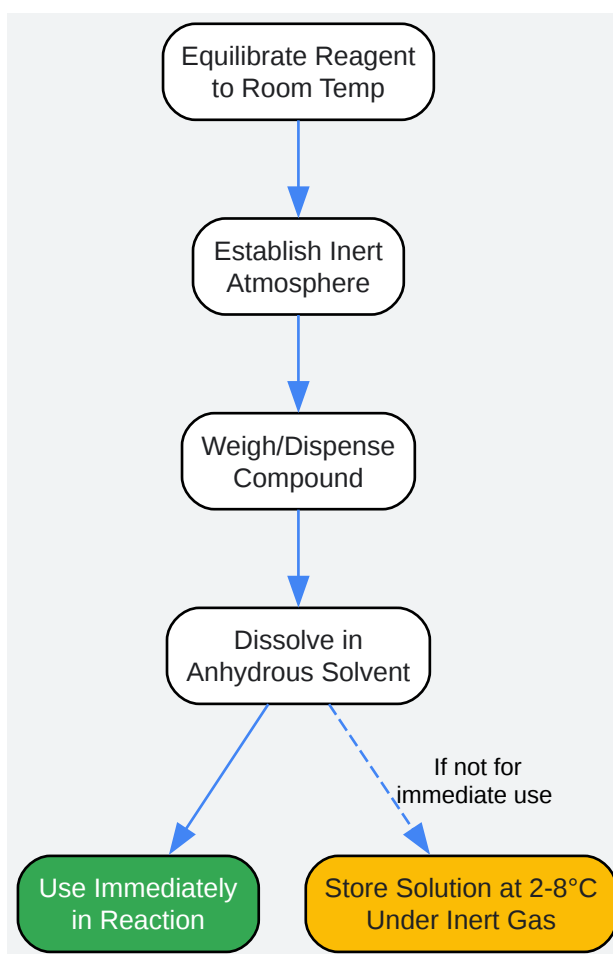 Equilibrate Reagent
to Room Temp
Establish Inert
Atmosphere
Weigh/Dispense
Compound
Dissolve in
Anhydrous Solvent
If not for
immediate use
Use Immediately
in Reaction
Store Solution at 2-8°C
Under Inert Gas